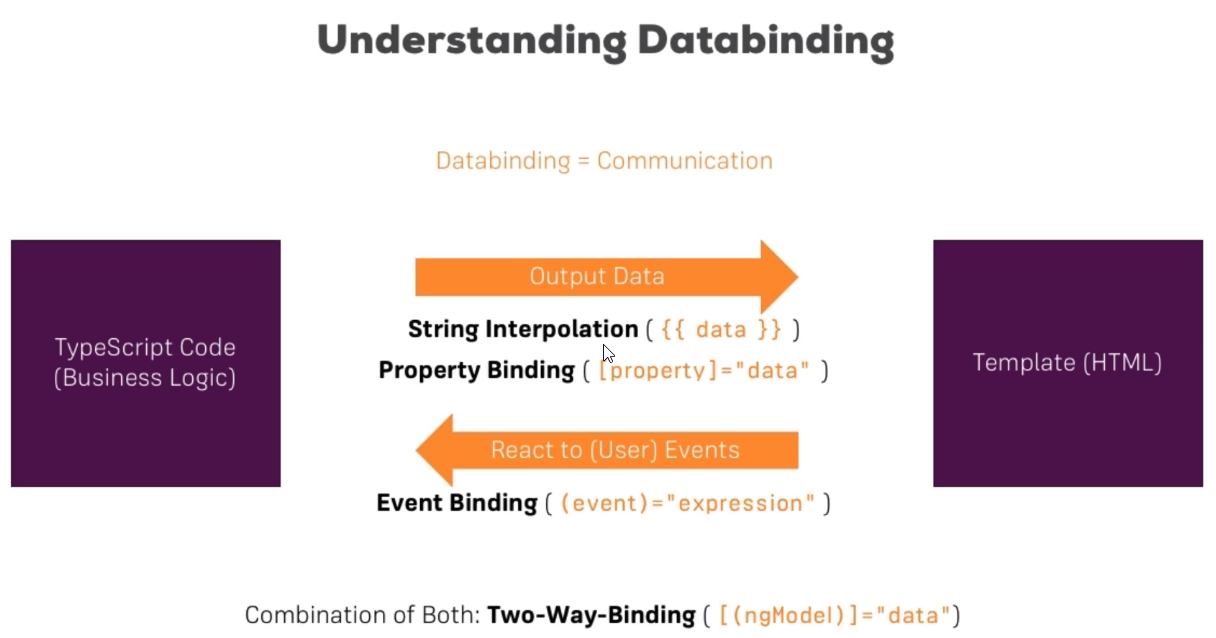 Understanding Databinding
Databinding = Communication
Output Data
String Interpolation ( {{ data }} )
Property Binding ( [property]="data" )
TypeScript Code
(Business Logic)
Template (HTML)
React to (User) Events
Event Binding ( (event)="expression" )
Combination of Both: Two-Way-Binding ( [(ngModel)]="data")